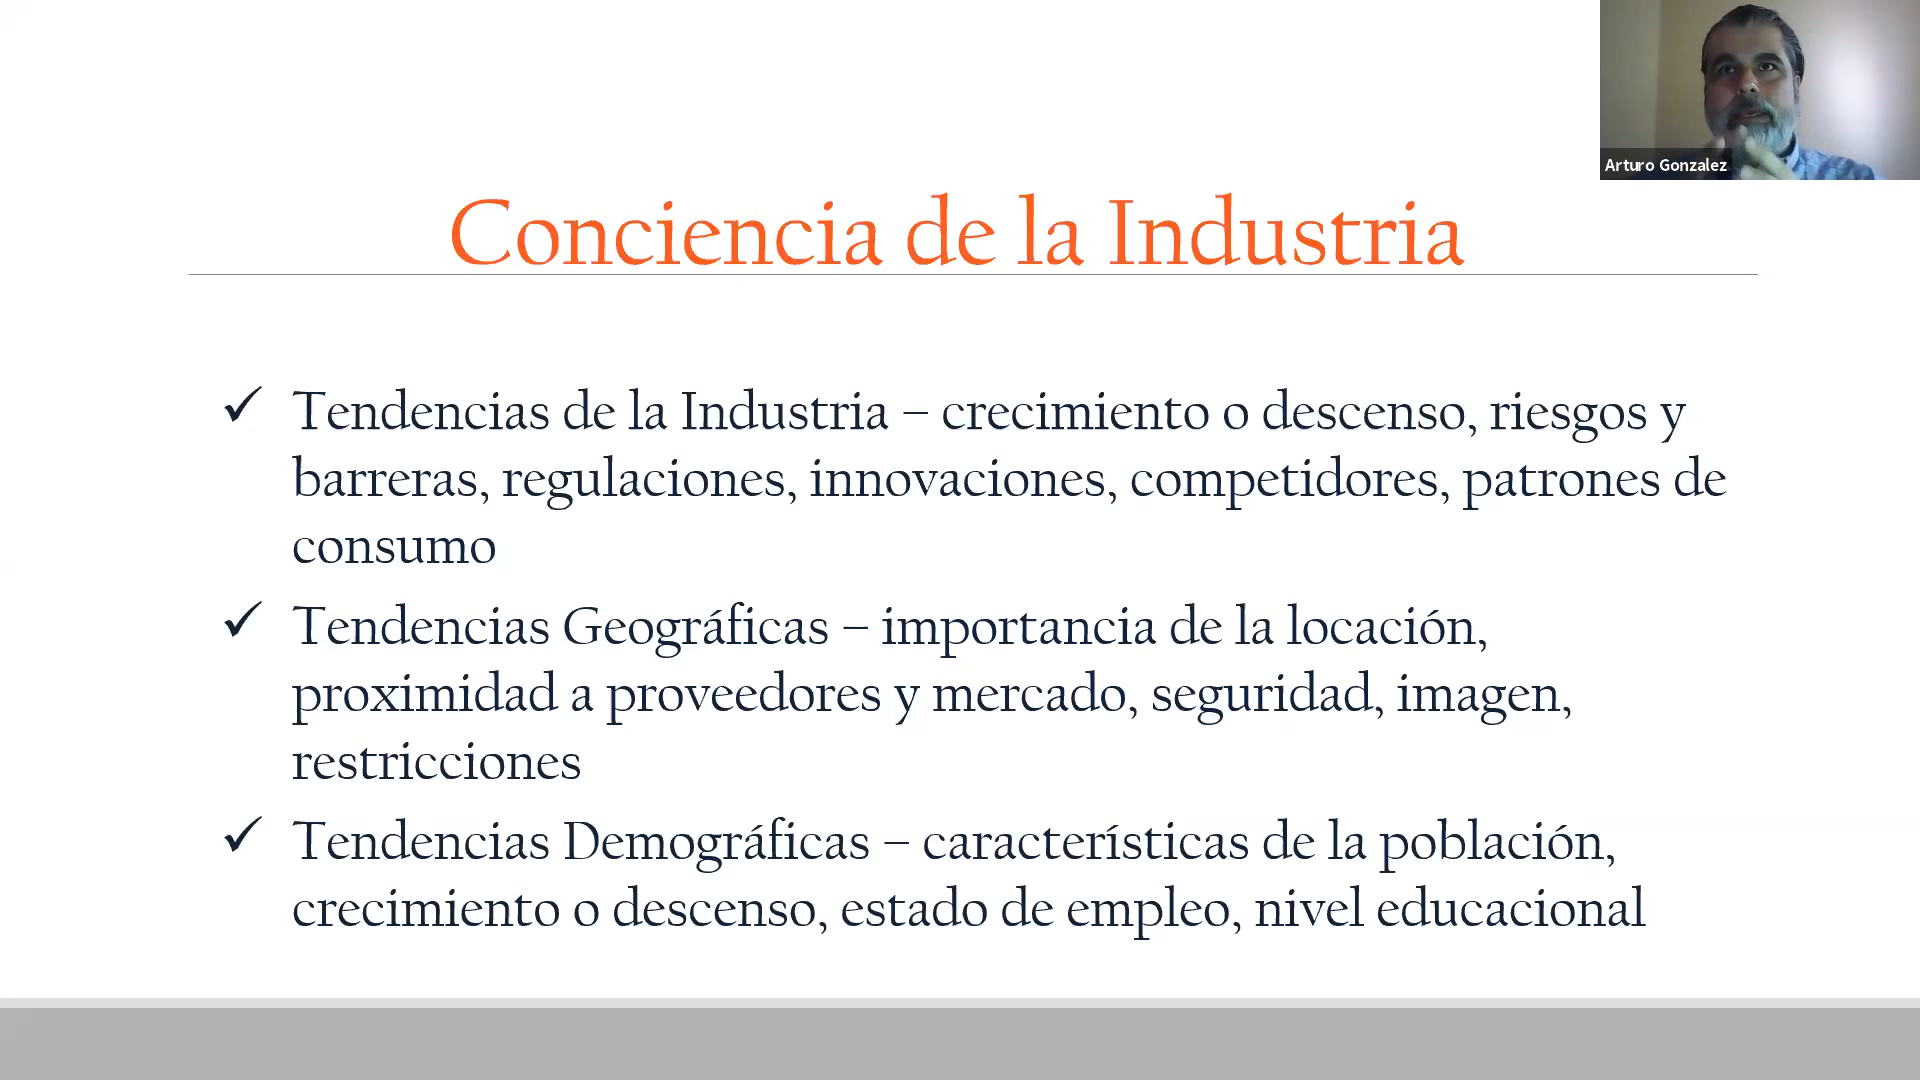 Arturo Gonzalez
Conciencia de la Industria
✓ Tendencias de la Industria – crecimiento o descenso, riesgos y
barreras, regulaciones, innovaciones, competidores, patrones de
consumo
✓ Tendencias Geográficas – importancia de la locación,
proximidad a proveedores y mercado, seguridad, imagen,
restricciones
✓ Tendencias Demográficas – características de la población,
crecimiento o descenso, estado de empleo, nivel educacional